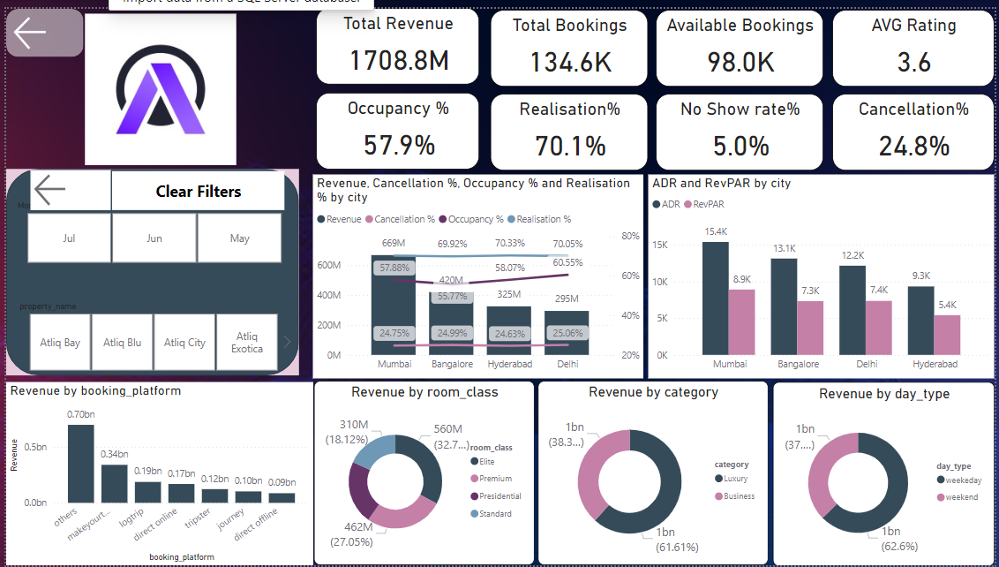 Import data from a SQL Server database.
Total Revenue
1708.8M
Total Bookings
134.6K
Available Bookings
98.0K
AVG Rating
3.6
Occupancy %
57.9%
Realisation%
70.1%
No Show rate%
5.0%
Cancellation%
24.8%
Clear Filters
Jul
Jun
May
property_name
Atliq Bay
Atliq Blu
Atliq City
Atliq
Exotica
Revenue, Cancellation %, Occupancy % and Realisation
% by city
Revenue Cancellation % Occupancy % Realisation %
669M 69.92% 70.33% 70.05%
80%
600M
57.88%
420M
58.07%
60.55%
60%
400M
55.77%
325M
295M
40%
200M
24.75% 24.99% 24.63% 25.06%
0M
20%
Mumbai Bangalore Hyderabad Delhi
ADR and RevPAR by city
ADR RevPAR
15K
10K
5K
0K
15.4K
8.9K
13.1K
7.3K
12.2K
7.4K
9.3K
5.4K
Mumbai Bangalore Delhi Hyderabad
Revenue by booking_platform
Revenue
0.5bn
0.0bn
0.70bn
0.34bn
0.19bn
0.17bn
0.12bn
0.10bn
0.09bn
others
makeyourt...
logtrip
direct online
tripster
journey
direct offline
booking_platform
Revenue by room_class
310M
(18.12%)
560M
(32.7...)
462M
(27.05%)
room_class
Elite
Premium
Presidential
Standard
Revenue by category
1bn
(38.3...)
1bn
(61.61%)
category
Luxury
Business
Revenue by day_type
1bn
(37....)
1bn
(62.6%)
day_type
weekeday
weekend